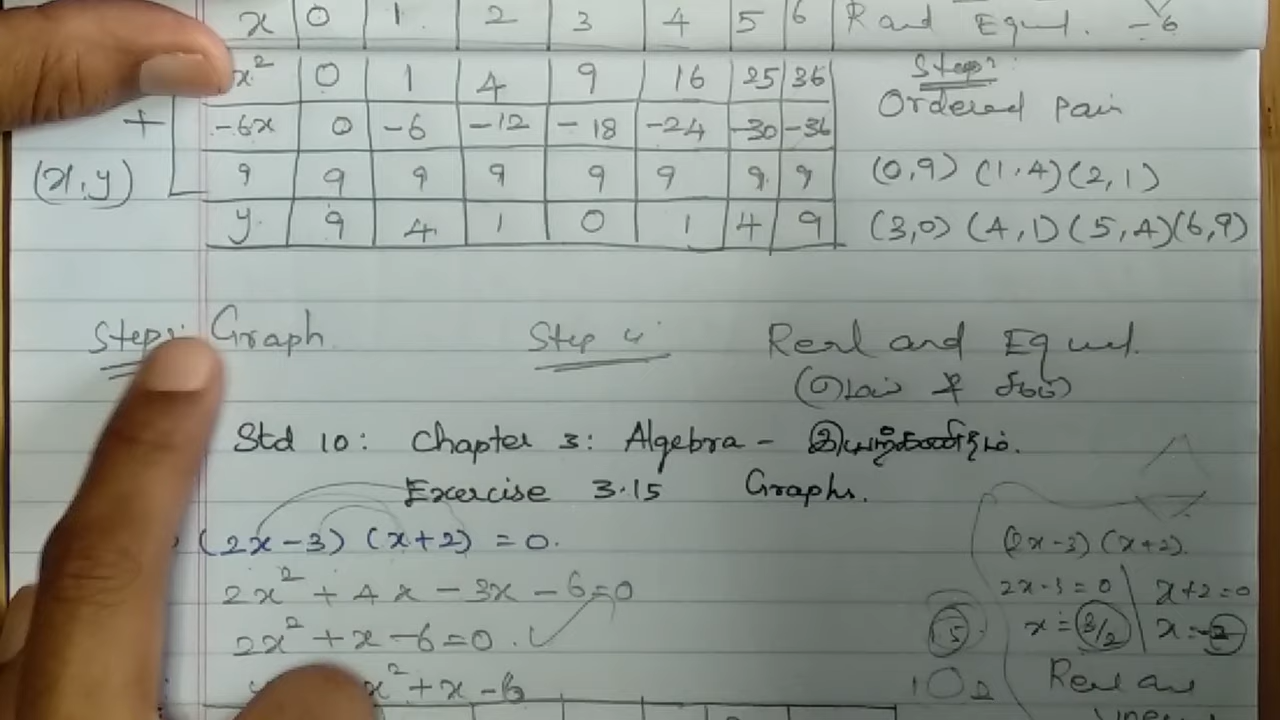 x 0 1 2 3 4 5 6 Real and Equal. -6
x² 0 1 4 9 16 25 36 Step
Ordered pair
+ -6x 0 -6 -12 -18 -24 -30 -36
(x,y) 9 9 9 9 9 9 9 9 (0,9) (1,4) (2,1)
y 9 4 1 0 1 4 9 (3,0) (4,1) (5,4) (6,9)
Step Graph. Step 4: Real and Equal.
Std 10: Chapter 3: Algebra - இயற்கணிதம்.
Exercise 3.15 Graphs.
(2x-3) (x+2) = 0. (2x-3) (x+2).
2x² + 4x - 3x - 6 = 0 2x-3=0 x+2=0
2x² + x - 6 = 0. 1.5 x = 3/2 x = -2
x² + x - 6 Real and